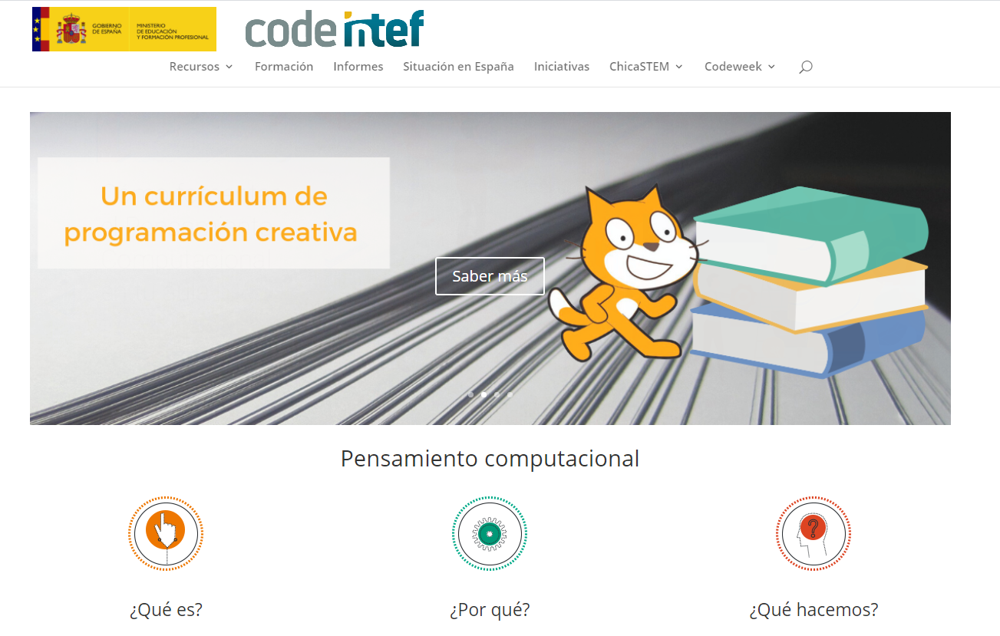 GOBIERNO
DE ESPAÑA
MINISTERIO
DE EDUCACIÓN
Y FORMACIÓN PROFESIONAL
code intef
Recursos Formación Informes Situación en España Iniciativas ChicaSTEM Codeweek
Un currículum de
programación creativa
Saber más
Pensamiento computacional
?
¿Qué es? ¿Por qué? ¿Qué hacemos?